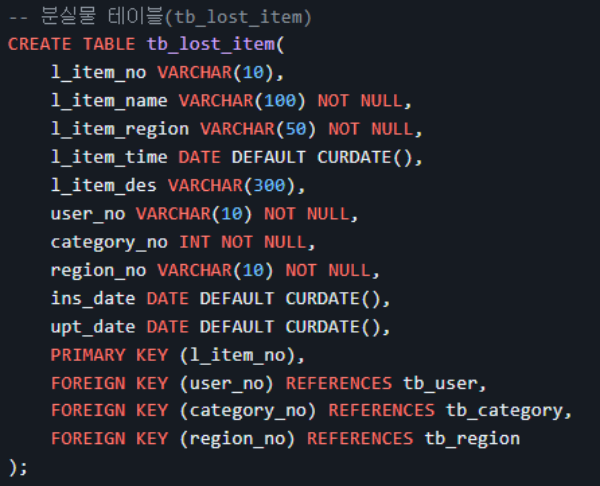 -- 분실물 테이블(tb_lost_item)
CREATE TABLE tb_lost_item(
    l_item_no VARCHAR(10),
    l_item_name VARCHAR(100) NOT NULL,
    l_item_region VARCHAR(50) NOT NULL,
    l_item_time DATE DEFAULT CURDATE(),
    l_item_des VARCHAR(300),
    user_no VARCHAR(10) NOT NULL,
    category_no INT NOT NULL,
    region_no VARCHAR(10) NOT NULL,
    ins_date DATE DEFAULT CURDATE(),
    upt_date DATE DEFAULT CURDATE(),
    PRIMARY KEY (l_item_no),
    FOREIGN KEY (user_no) REFERENCES tb_user,
    FOREIGN KEY (category_no) REFERENCES tb_category,
    FOREIGN KEY (region_no) REFERENCES tb_region
);